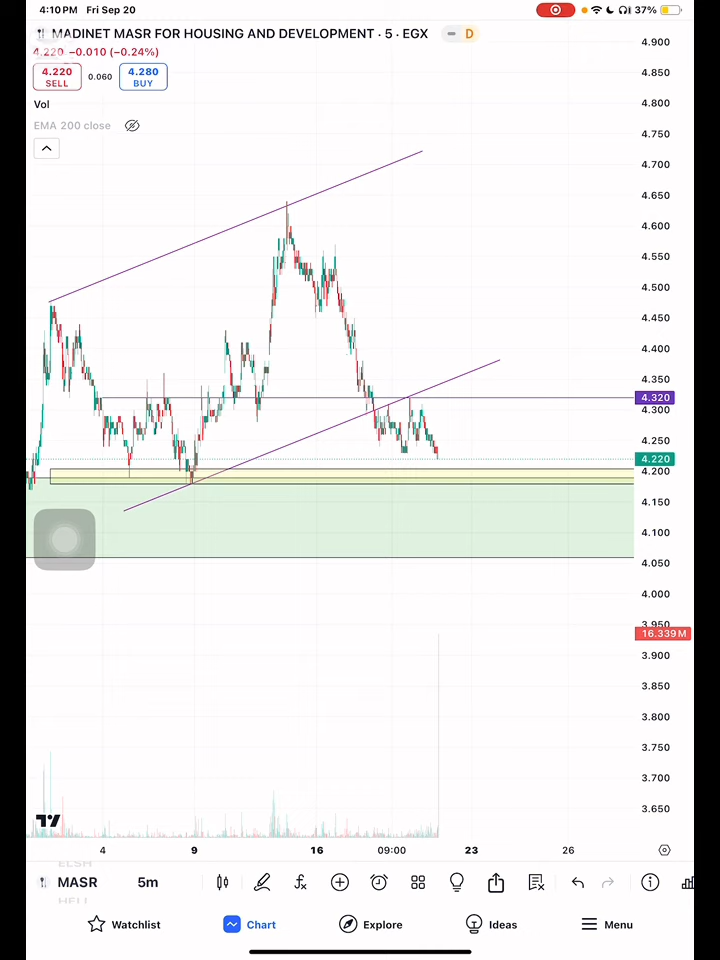 4:10 PM Fri Sep 20 37%
MADINET MASR FOR HOUSING AND DEVELOPMENT · 5 · EGX D
4.220 −0.010 (−0.24%)
4.220 SELL 0.060 4.280 BUY
Vol
EMA 200 close
4.900
4.850
4.800
4.750
4.700
4.650
4.600
4.550
4.500
4.450
4.400
4.350
4.320
4.300
4.250
4.220
4.200
4.150
4.100
4.050
4.000
3.950
16.339M
3.900
3.850
3.800
3.750
3.700
3.650
4 9 16 09:00 23 26
ELSH
MASR 5m
HELI
Watchlist Chart Explore Ideas Menu